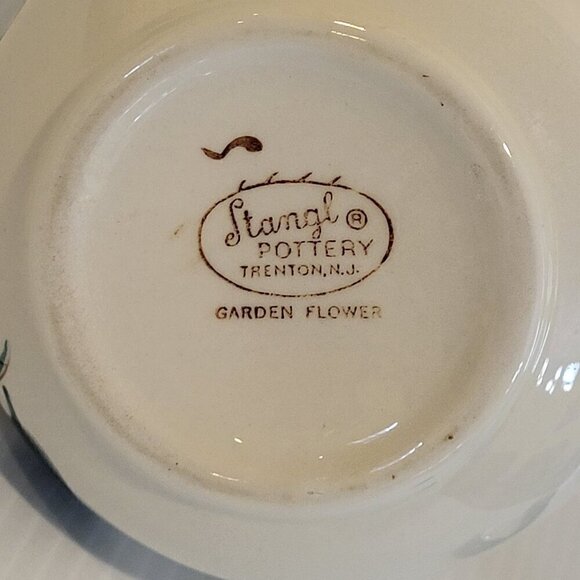 Stangl ®
POTTERY
TRENTON, N.J.
GARDEN FLOWER